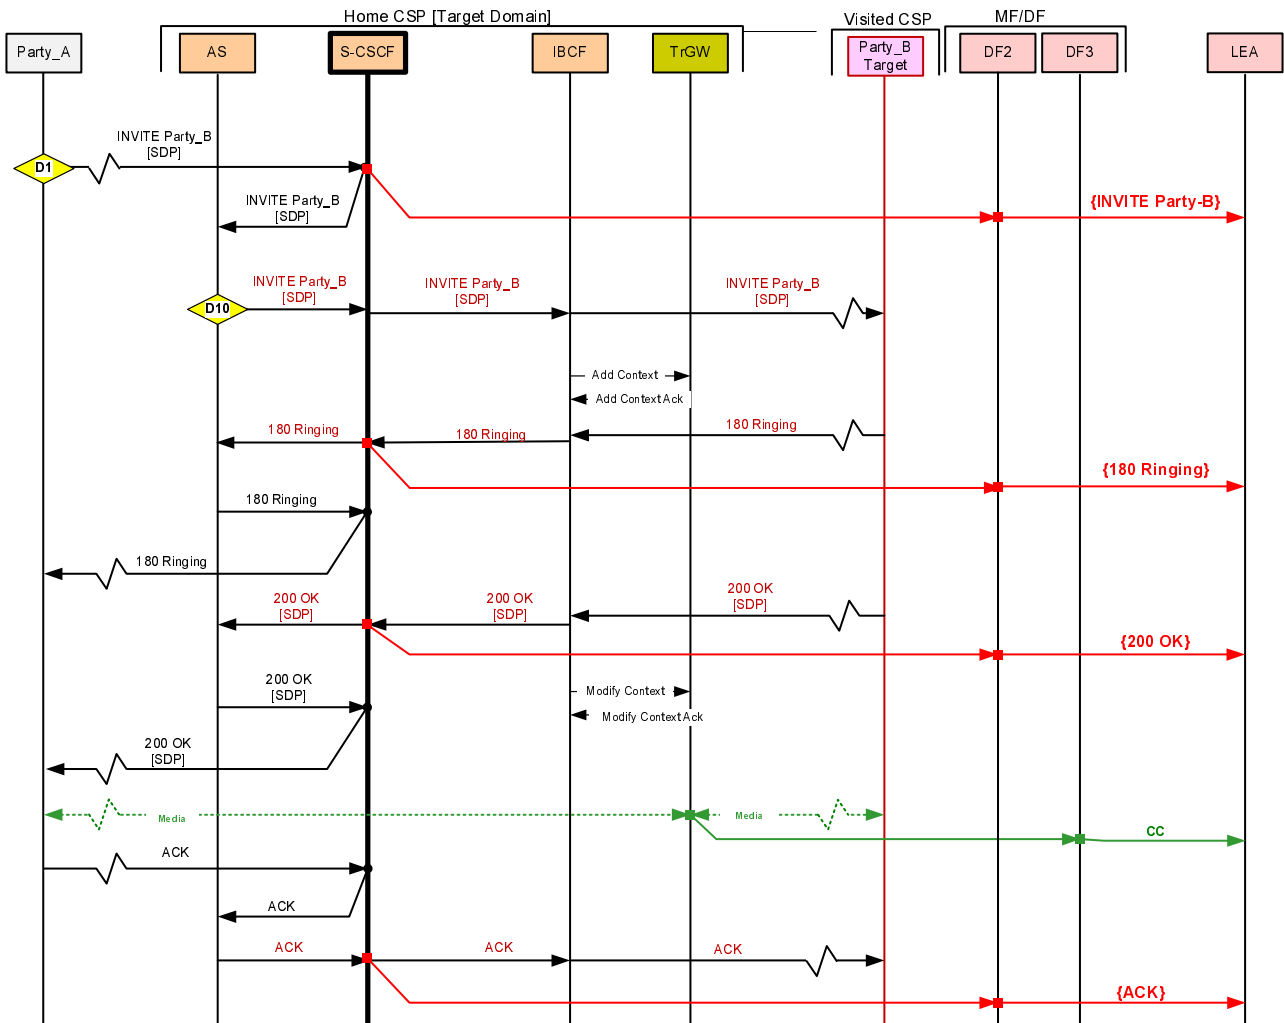 Home CSP [Target Domain]
Visited CSP
MF/DF
Party_A
AS
S-CSCF
IBCF
TrGW
Party_B
Target
DF2
DF3
LEA
INVITE Party_B
[SDP]
D1
INVITE Party_B
[SDP]
{INVITE Party-B}
INVITE Party_B
[SDP]
INVITE Party_B
[SDP]
INVITE Party_B
[SDP]
D10
Add Context
Add Context Ack
180 Ringing
180 Ringing
180 Ringing
{180 Ringing}
180 Ringing
180 Ringing
200 OK
[SDP]
200 OK
[SDP]
200 OK
[SDP]
{200 OK}
200 OK
[SDP]
Modify Context
Modify Context Ack
200 OK
[SDP]
Media
Media
CC
ACK
ACK
ACK
ACK
ACK
{ACK}